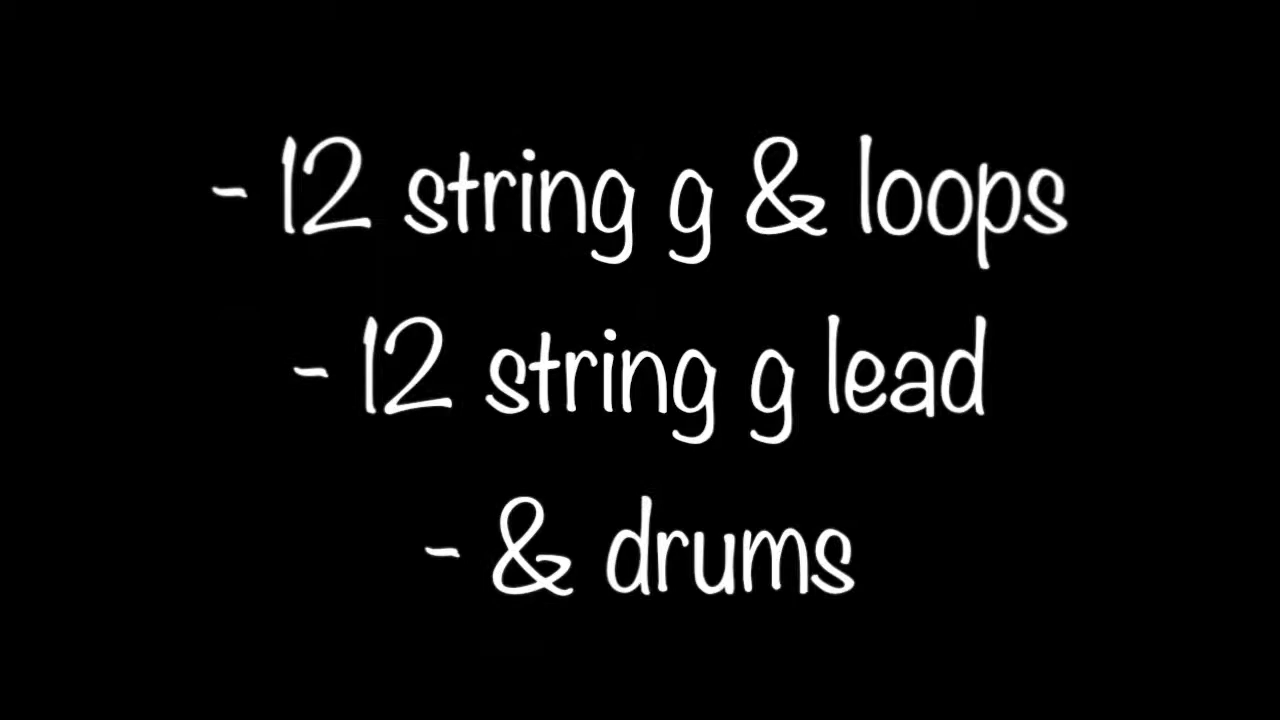 - 12 string g & loops
- 12 string g lead
- & drums